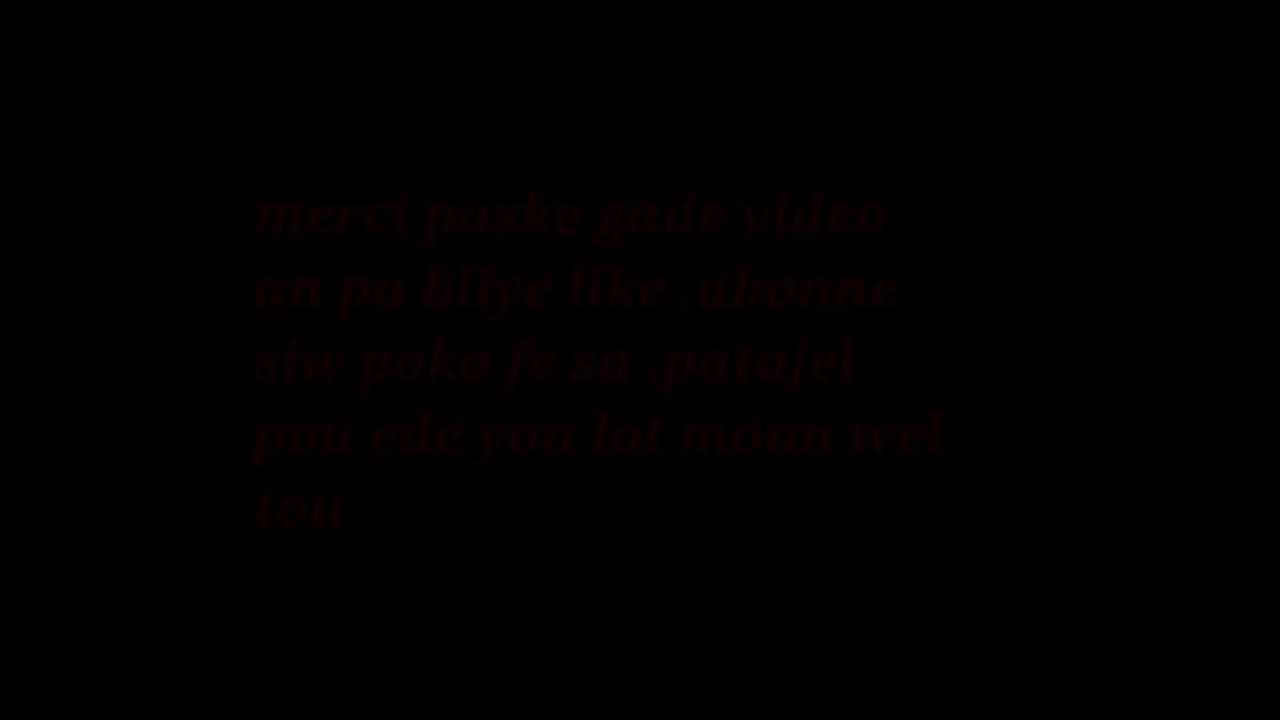 merci paske gade video
an pa bliye like ,abonne
slw poko fe sa ,patajel
pou ede yon lot moun wel
tou